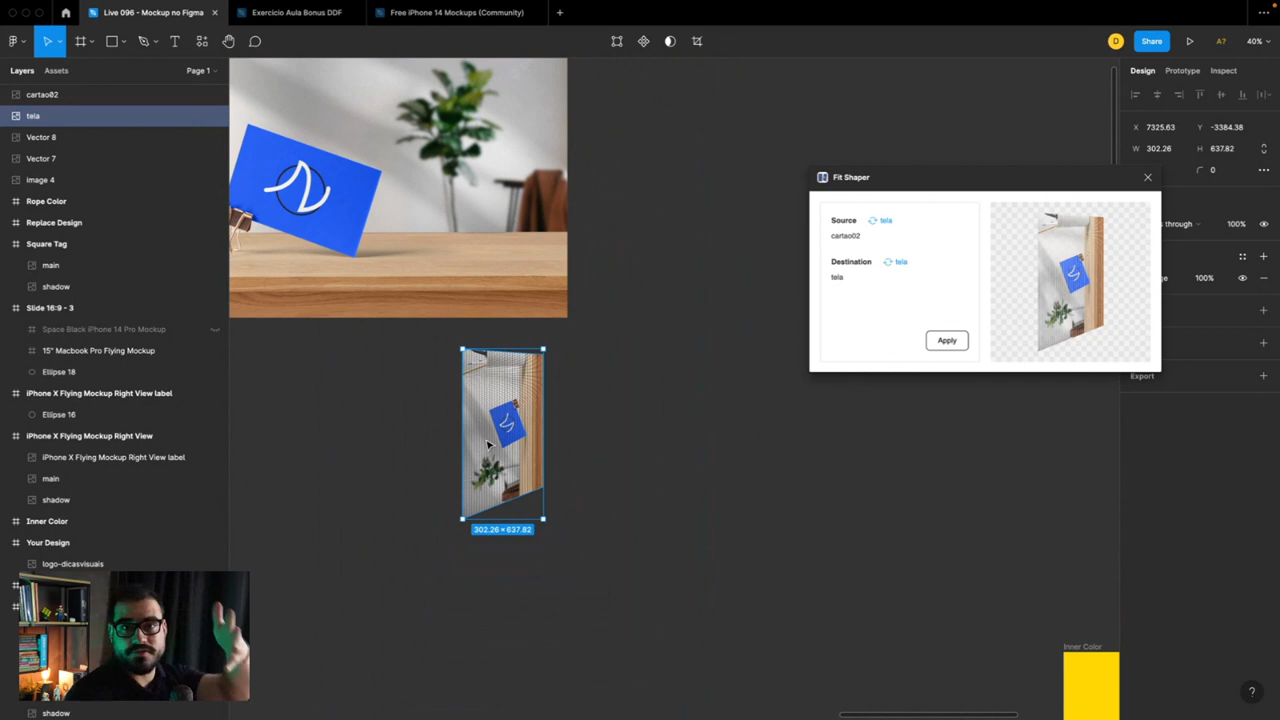 Live 096 - Mockup no Figma
Exercício Aula Bonus DDF
Free iPhone 14 Mockups (Community)
Share
A?
40%
Layers
Assets
Page 1
Design
Prototype
Inspect
cartao02
tela
Vector 8
Vector 7
image 4
Rope Color
Replace Design
Square Tag
main
shadow
Slide 16:9 - 3
Space Black iPhone 14 Pro Mockup
15" Macbook Pro Flying Mockup
Ellipse 18
iPhone X Flying Mockup Right View label
Ellipse 16
iPhone X Flying Mockup Right View
iPhone X Flying Mockup Right View label
main
shadow
Inner Color
Your Design
logo-dicasvisuais
shadow
302.26 × 637.82
Fit Shaper
Source
tela
cartao02
Destination
tela
tela
Apply
X 7325.63
Y -3384.38
W 302.26
H 637.82
0
s through
100%
ge
100%
Export
Inner Color
D
?